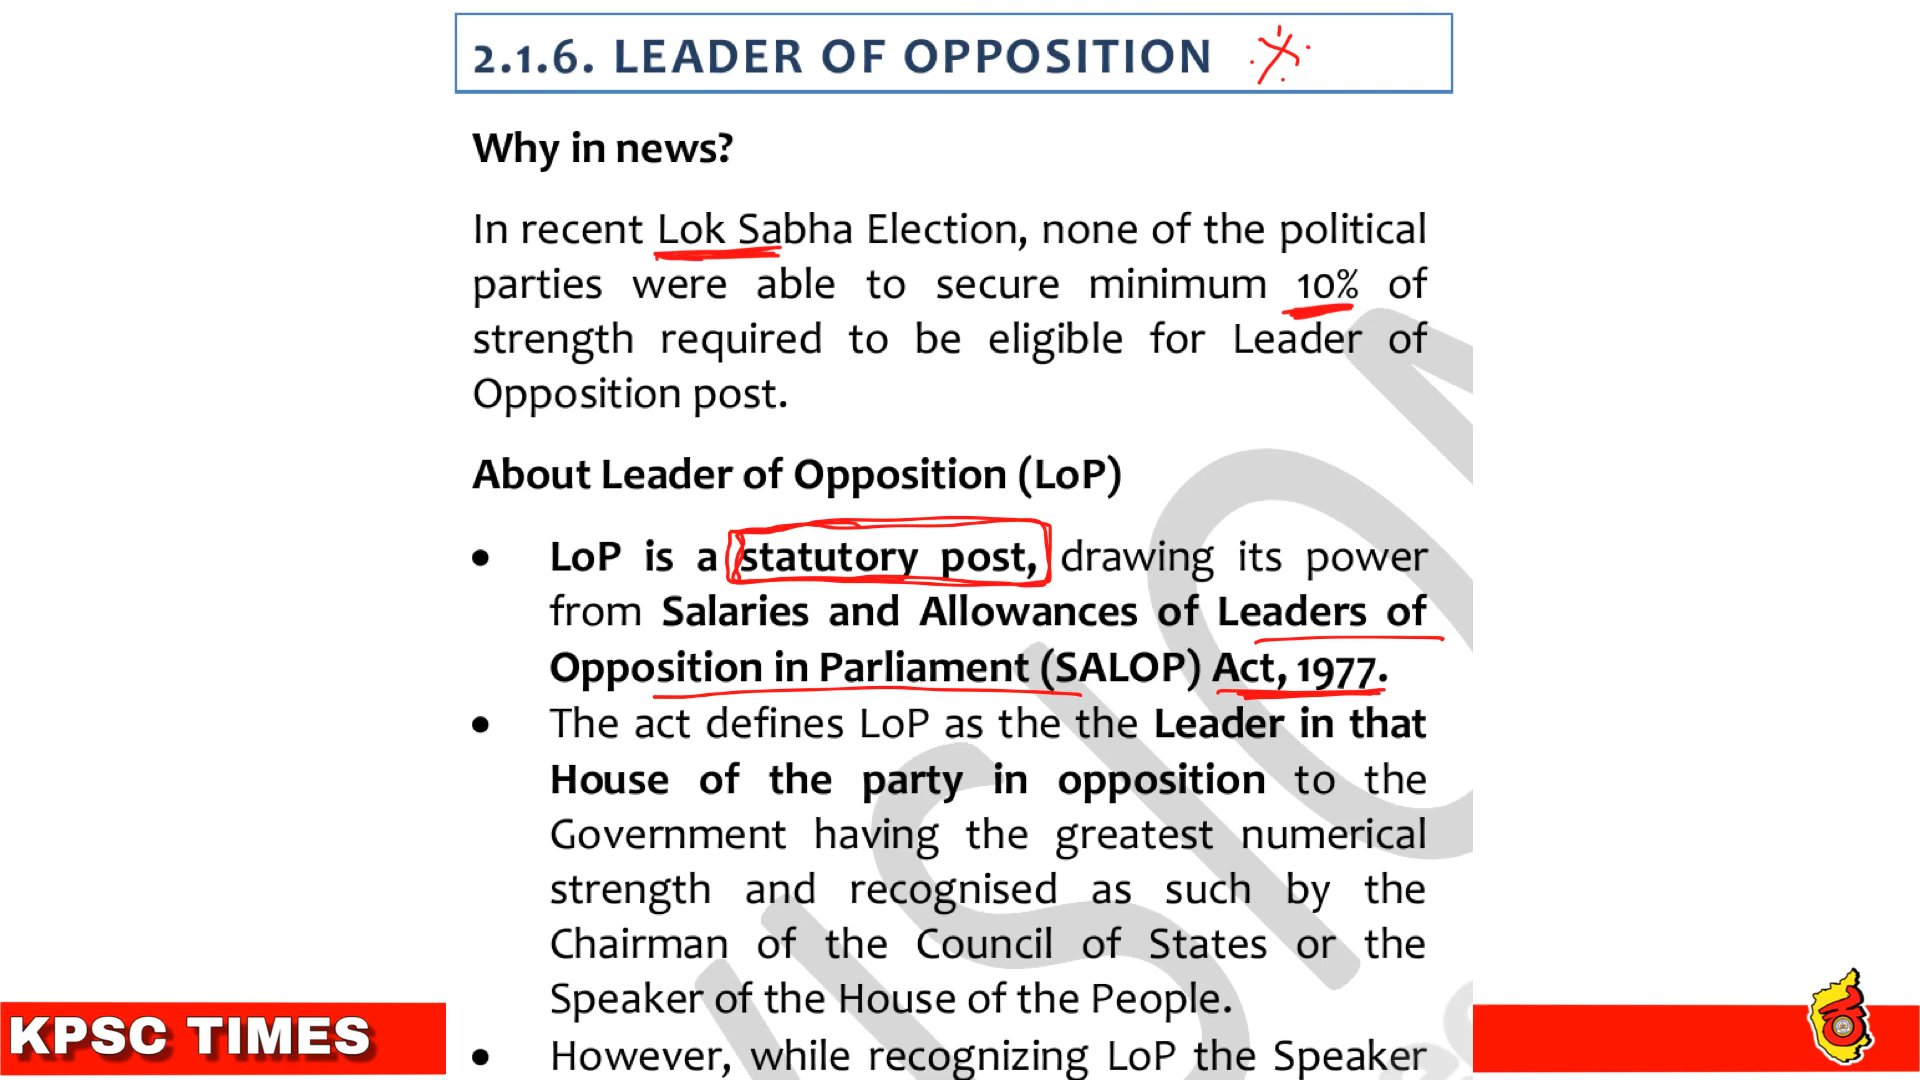 2.1.6. LEADER OF OPPOSITION
Why in news?
In recent Lok Sabha Election, none of the political
parties were able to secure minimum 10% of
strength required to be eligible for Leader of
Opposition post.
About Leader of Opposition (LoP)
• LoP is a statutory post, drawing its power
from Salaries and Allowances of Leaders of
Opposition in Parliament (SALOP) Act, 1977.
• The act defines LoP as the the Leader in that
House of the party in opposition to the
Government having the greatest numerical
strength and recognised as such by the
Chairman of the Council of States or the
Speaker of the House of the People.
• However, while recognizing LoP the Speaker
KPSC TIMES